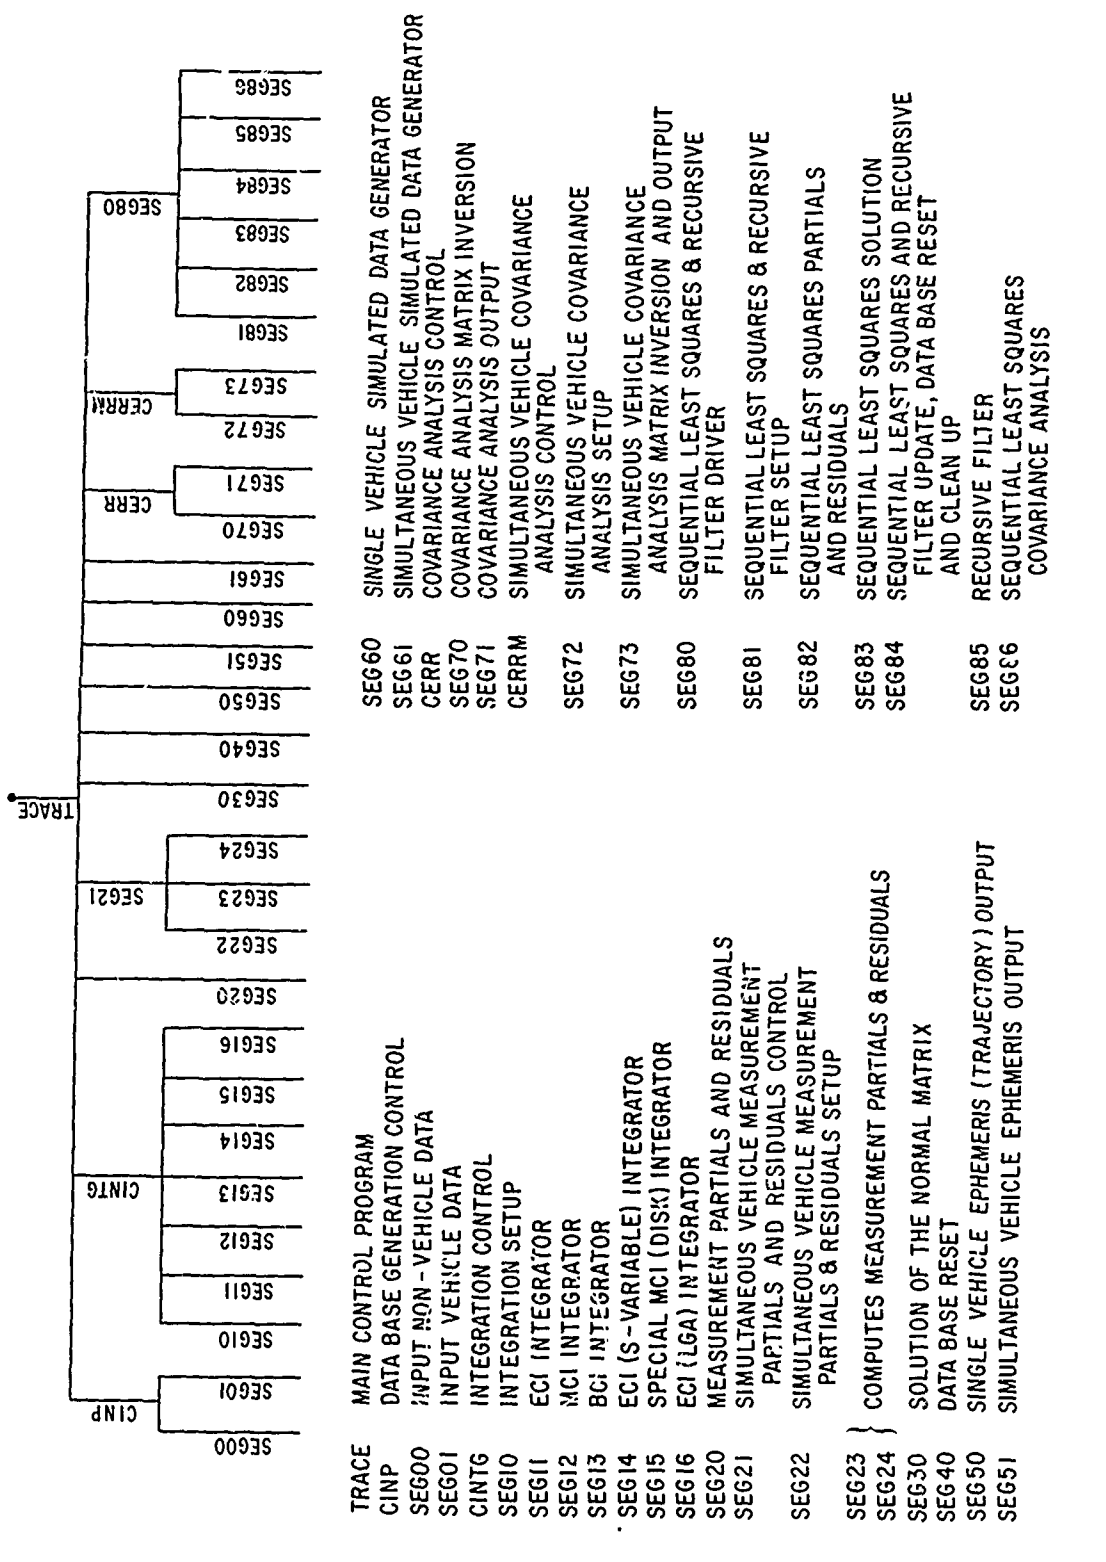 TRACE
CINP
SEG00
SEG01
CINTG
SEG10
SEG11
SEG12
SEG13
SEG14
SEG15
SEG16
SEG20
SEG21
SEG22
SEG23
SEG24
SEG30
SEG40
SEG50
SEG51
SEG60
SEG61
CERR
SEG70
SEG71
CERRM
SEG72
SEG73
SEG80
SEG81
SEG82
SEG83
SEG84
SEG85
SEG86
TRACE MAIN CONTROL PROGRAM
CINP DATA BASE GENERATION CONTROL
SEG00 INPUT NON-VEHICLE DATA
SEG01 INPUT VEHICLE DATA
CINTG INTEGRATION CONTROL
SEG10 INTEGRATION SETUP
SEG11 ECI INTEGRATOR
SEG12 MCI INTEGRATOR
SEG13 BCI INTEGRATOR
SEG14 ECI (S-VARIABLE) INTEGRATOR
SEG15 SPECIAL MCI (DISK) INTEGRATOR
SEG16 ECI (LGA) INTEGRATOR
SEG20 MEASUREMENT PARTIALS AND RESIDUALS
SEG21 SIMULTANEOUS VEHICLE MEASUREMENT
PARTIALS AND RESIDUALS CONTROL
SEG22 SIMULTANEOUS VEHICLE MEASUREMENT
PARTIALS & RESIDUALS SETUP
SEG23
SEG24 } COMPUTES MEASUREMENT PARTIALS & RESIDUALS
SEG30 SOLUTION OF THE NORMAL MATRIX
SEG40 DATA BASE RESET
SEG50 SINGLE VEHICLE EPHEMERIS (TRAJECTORY) OUTPUT
SEG51 SIMULTANEOUS VEHICLE EPHEMERIS OUTPUT
SEG60 SINGLE VEHICLE SIMULATED DATA GENERATOR
SEG61 SIMULTANEOUS VEHICLE SIMULATED DATA GENERATOR
CERR COVARIANCE ANALYSIS CONTROL
SEG70 COVARIANCE ANALYSIS MATRIX INVERSION
SEG71 COVARIANCE ANALYSIS OUTPUT
CERRM SIMULTANEOUS VEHICLE COVARIANCE
ANALYSIS CONTROL
SEG72 SIMULTANEOUS VEHICLE COVARIANCE
ANALYSIS SETUP
SEG73 SIMULTANEOUS VEHICLE COVARIANCE
ANALYSIS MATRIX INVERSION AND OUTPUT
SEG80 SEQUENTIAL LEAST SQUARES & RECURSIVE
FILTER DRIVER
SEG81 SEQUENTIAL LEAST SQUARES & RECURSIVE
FILTER SETUP
SEG82 SEQUENTIAL LEAST SQUARES PARTIALS
AND RESIDUALS
SEG83 SEQUENTIAL LEAST SQUARES SOLUTION
SEG84 SEQUENTIAL LEAST SQUARES AND RECURSIVE
FILTER UPDATE, DATA BASE RESET
AND CLEAN UP
SEG85 RECURSIVE FILTER
SEG86 SEQUENTIAL LEAST SQUARES
COVARIANCE ANALYSIS